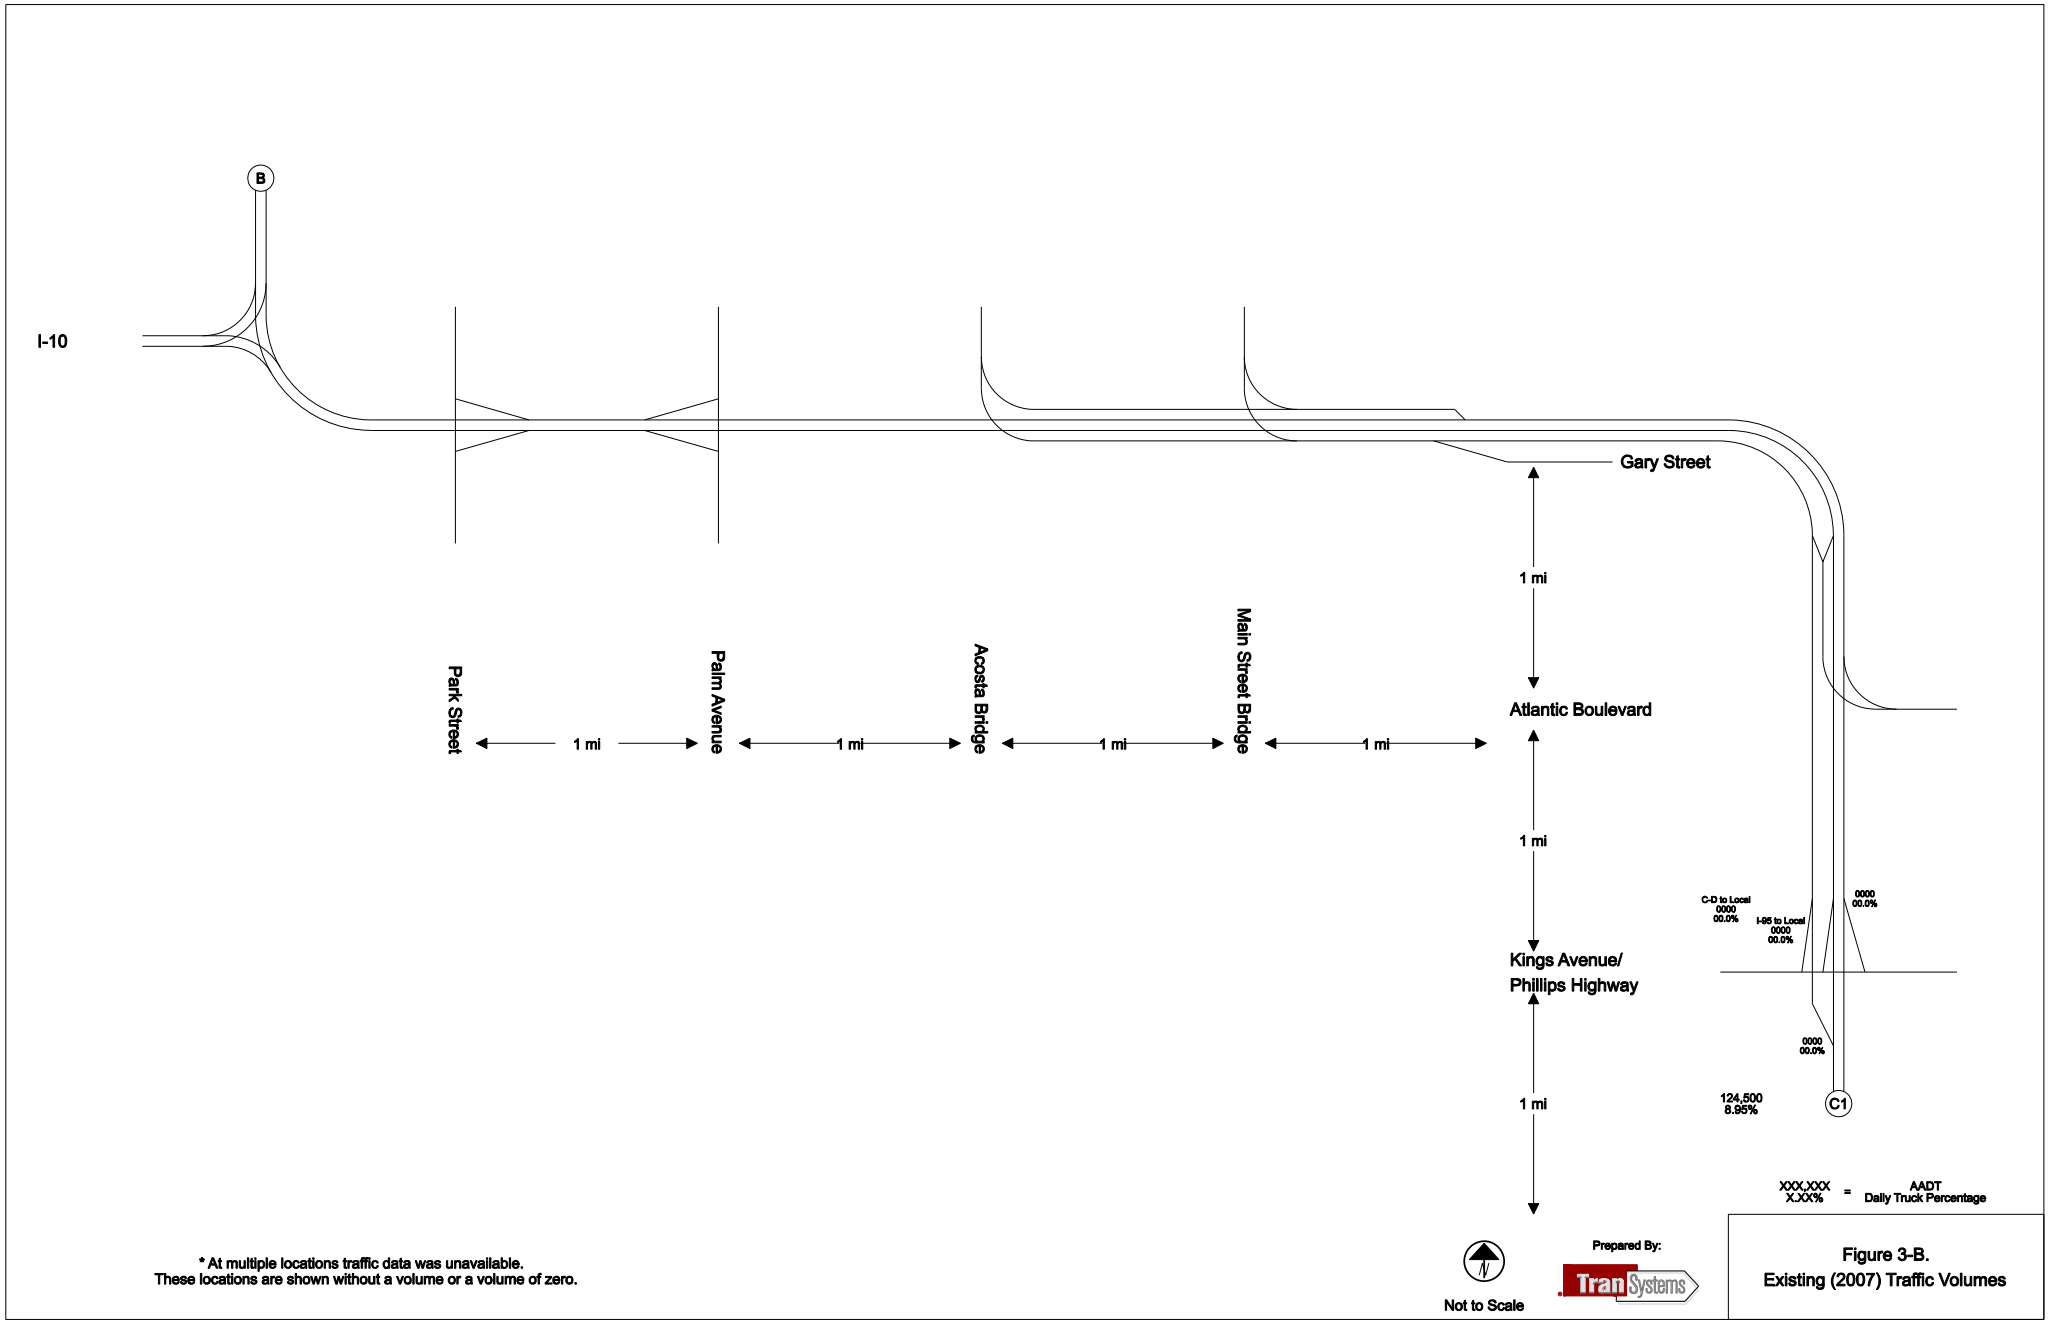 B
I-10
Gary Street
1 mi
Park Street
Palm Avenue
Acosta Bridge
Main Street Bridge
Atlantic Boulevard
1 mi
1 mi
1 mi
1 mi
1 mi
C-D to Local
0000
00.0%
I-95 to Local
0000
00.0%
0000
00.0%
Kings Avenue/
Phillips Highway
0000
00.0%
1 mi
124,500
8.95%
C1
XXX,XXX
X.XX%
=
AADT
Daily Truck Percentage
* At multiple locations traffic data was unavailable.
These locations are shown without a volume or a volume of zero.
N
Not to Scale
Prepared By:
TranSystems
Figure 3-B.
Existing (2007) Traffic Volumes